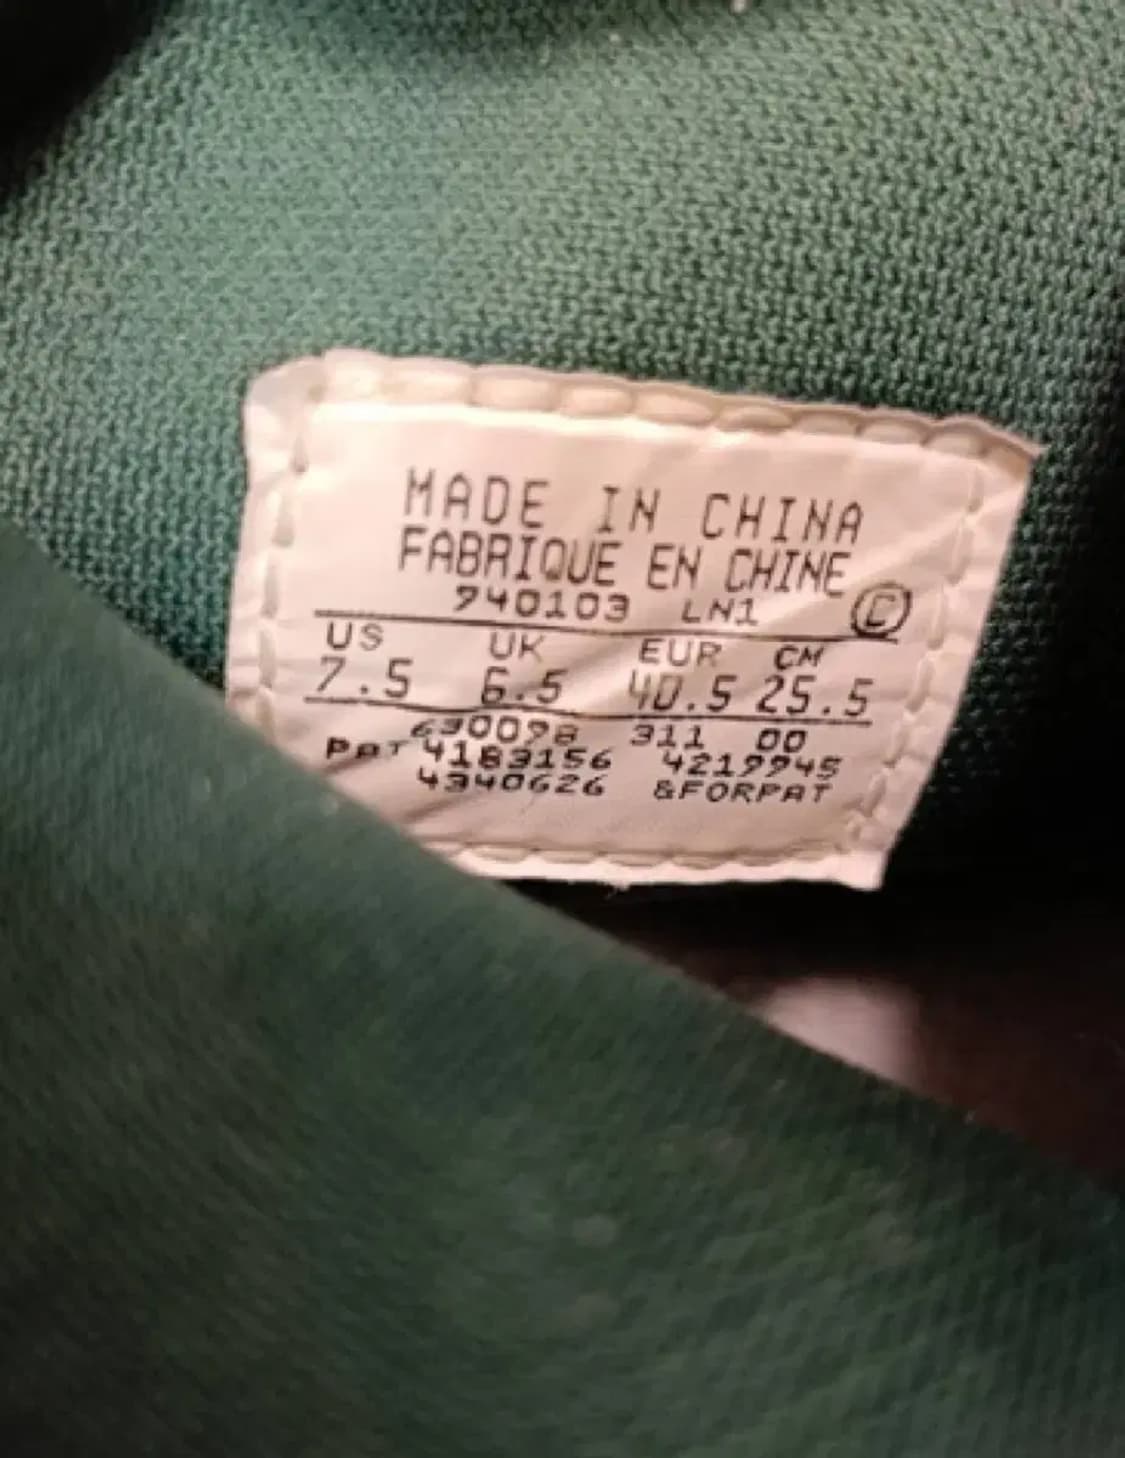 MADE IN CHINA
FABRIQUE EN CHINE
940103 LN1 ©
US UK EUR CM
7.5 6.5 40.5 25.5
630098 311 00
PAT 4183156 4219945
4340626 &FORPAT